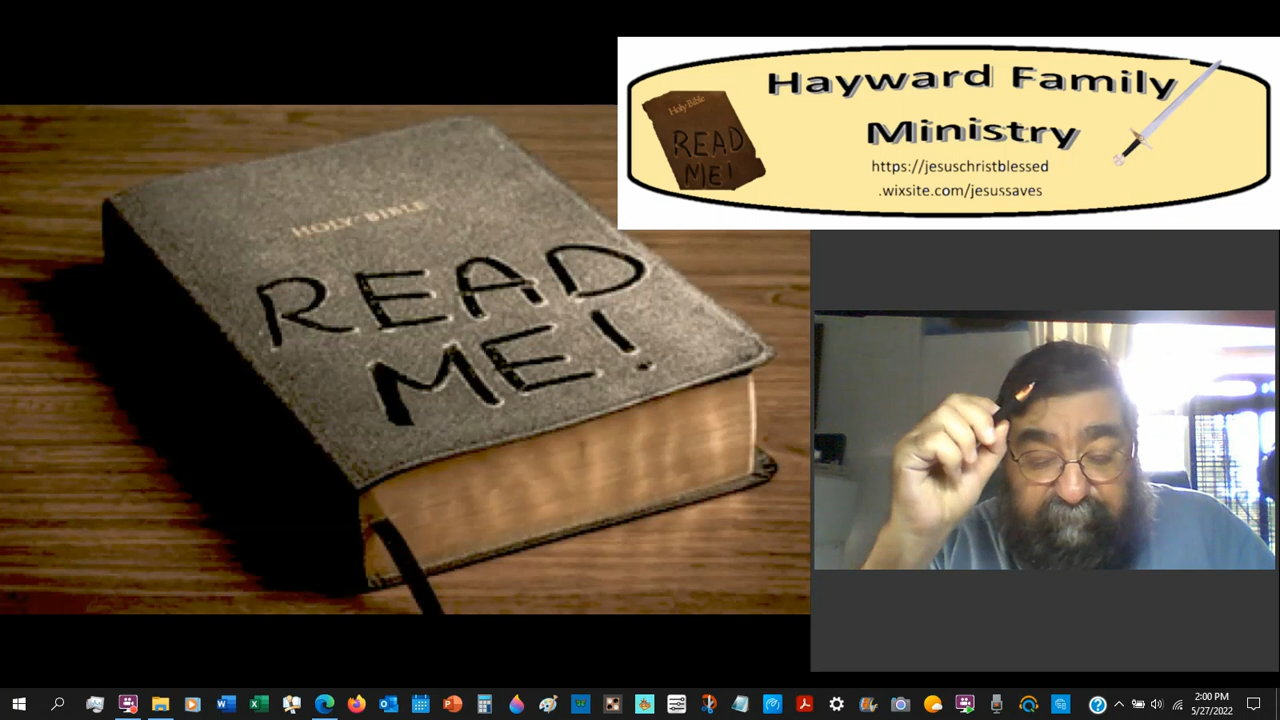 Hayward Family
Ministry
https://jesuschristblessed
.wixsite.com/jesussaves
Holy Bible
READ
ME!
HOLY BIBLE
READ
ME!
2:00 PM
5/27/2022